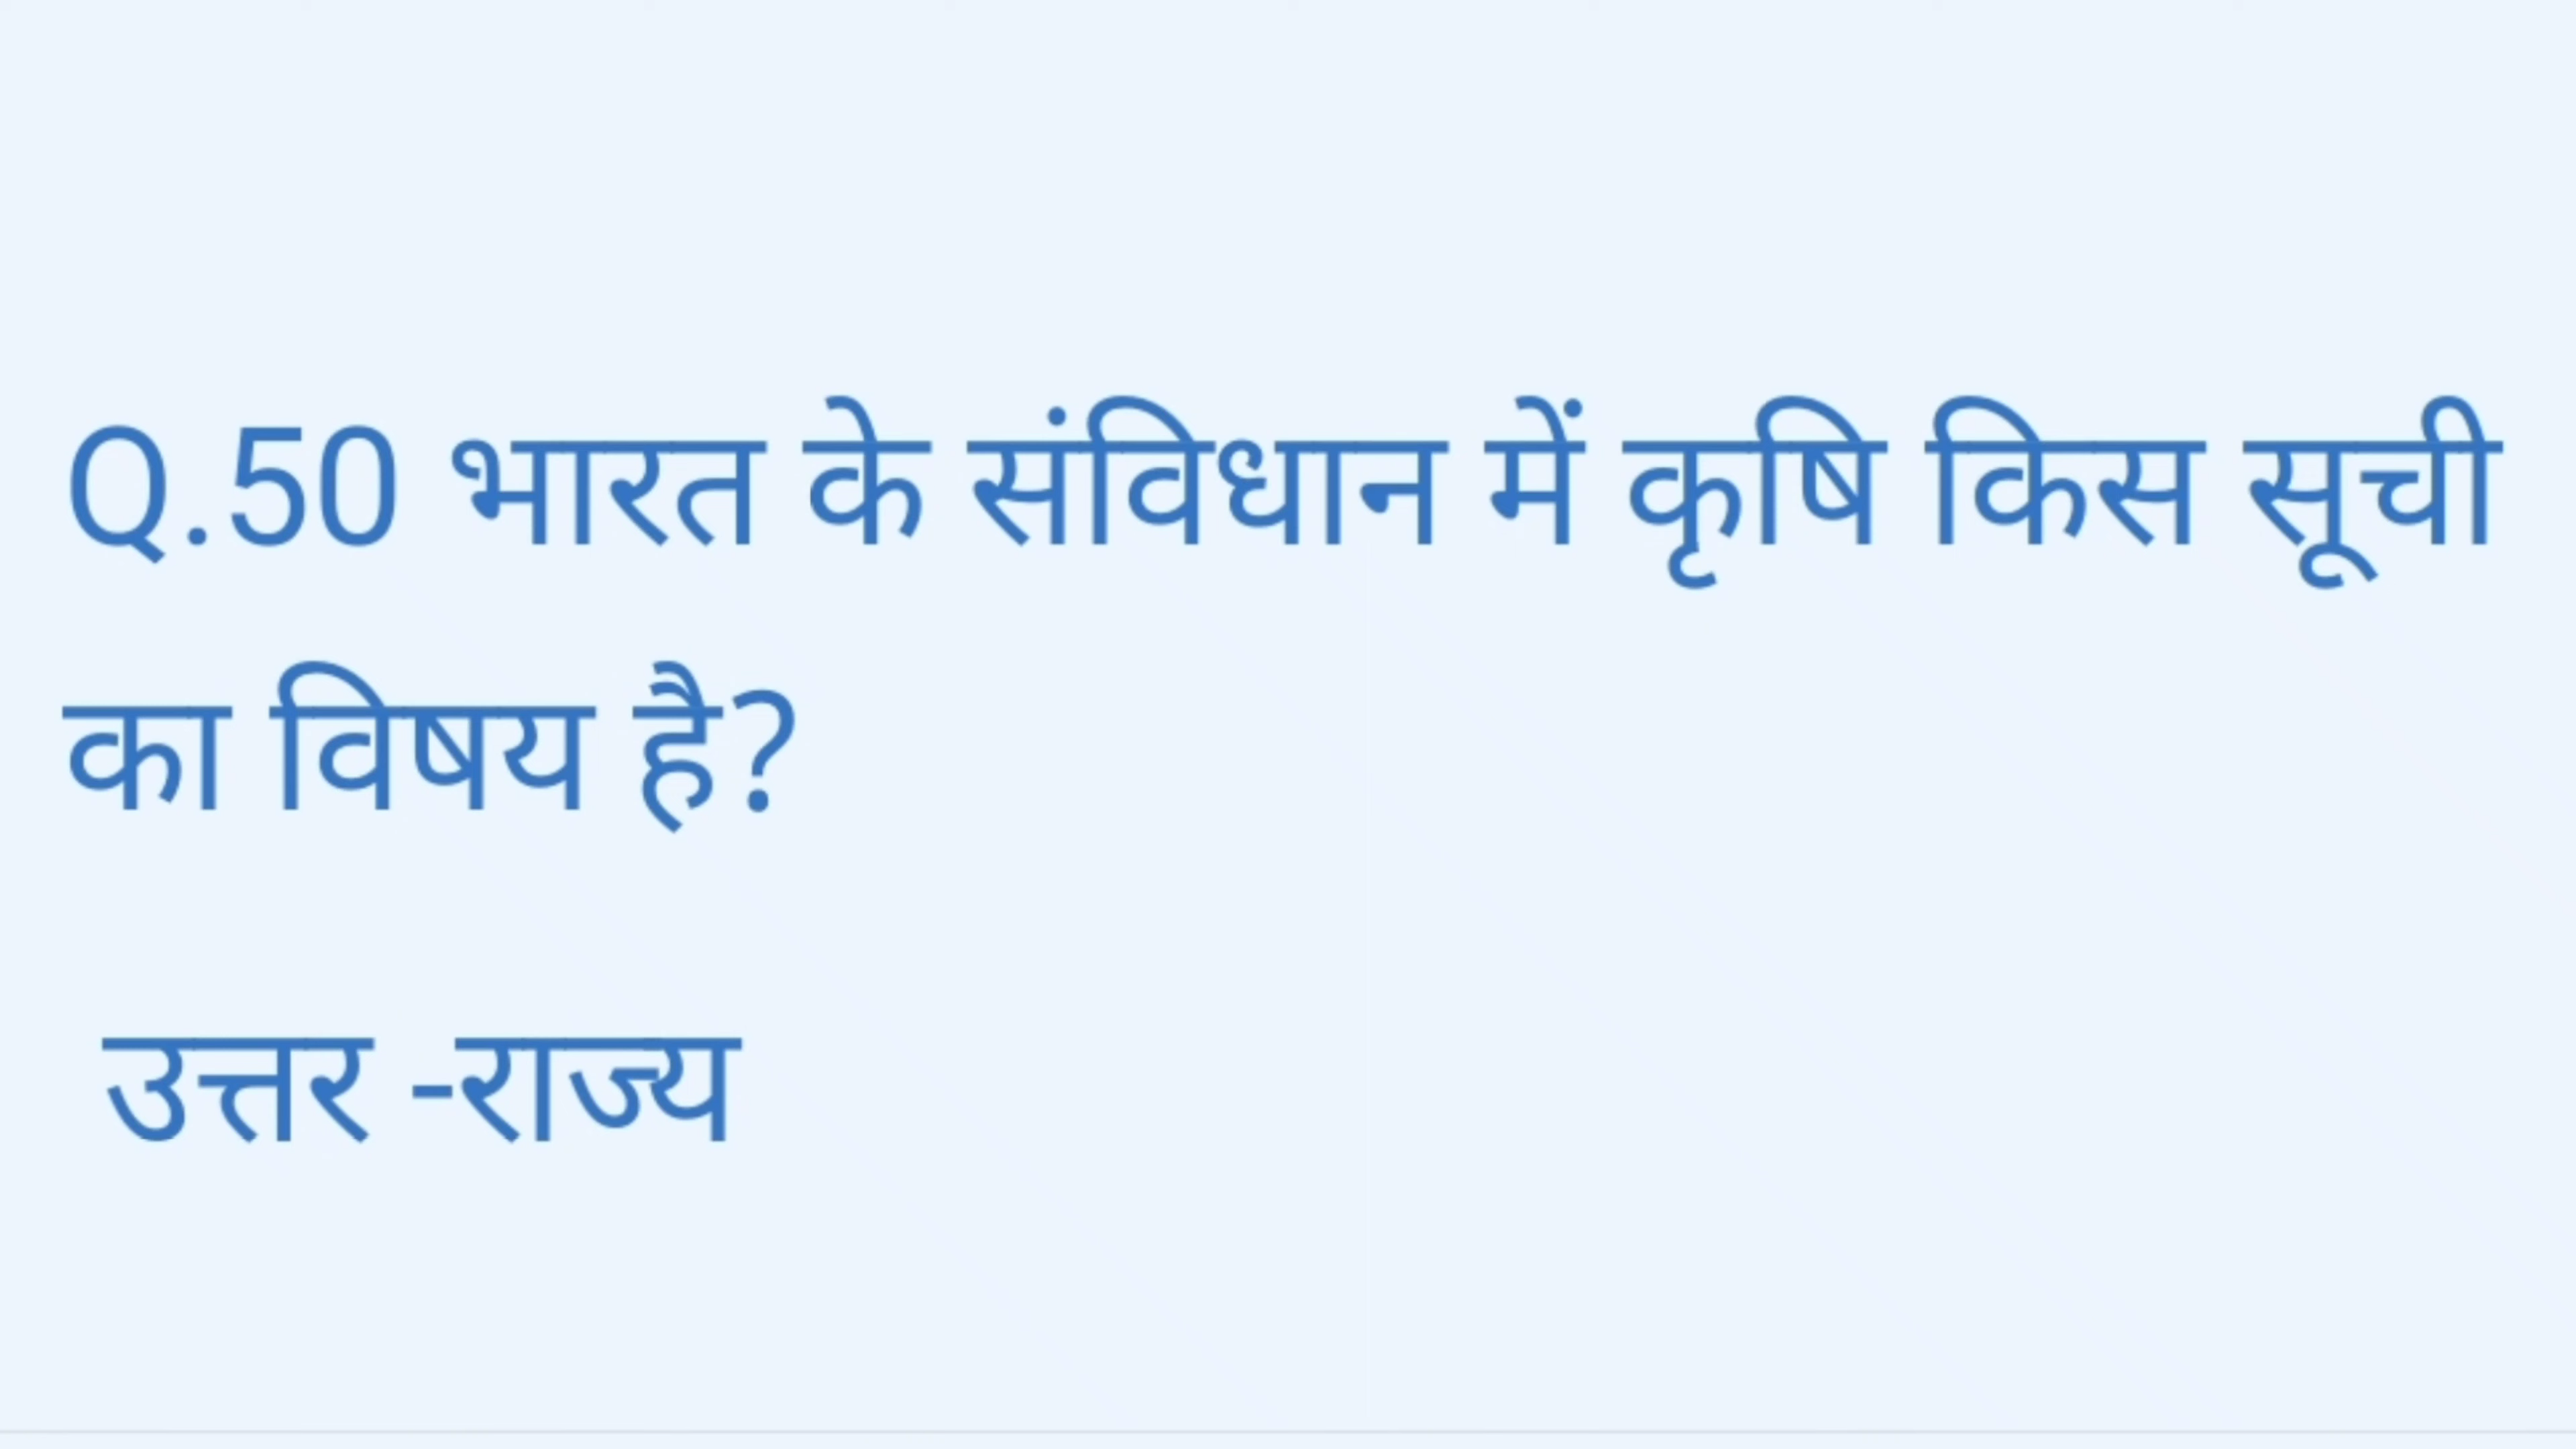 Q.50 भारत के संविधान में कृषि किस सूची
का विषय है?
उत्तर -राज्य